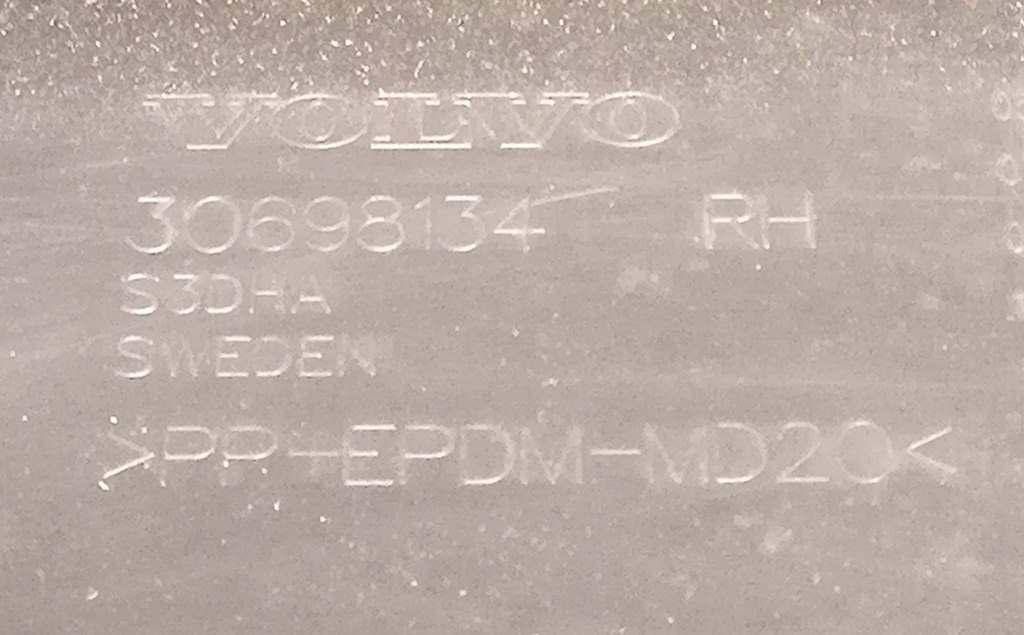 VOLVO
30698134 RH
S3DHA
SWEDEN
>PP+EPDM-MD20<